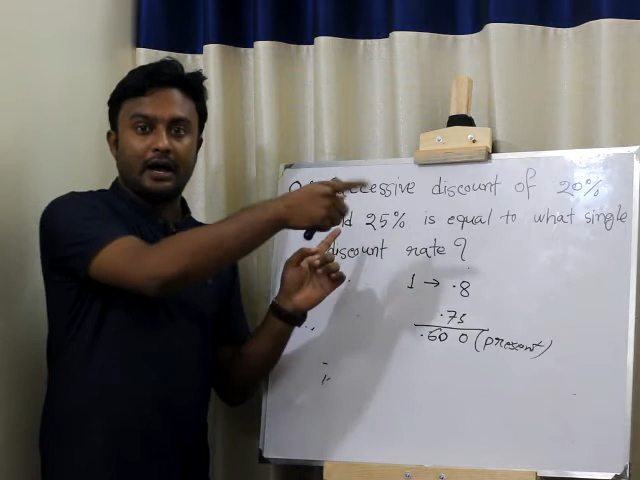 Successive discount of 20%
25% is equal to what single
discount rate?
1 → .8
.75
.60 0 (present)